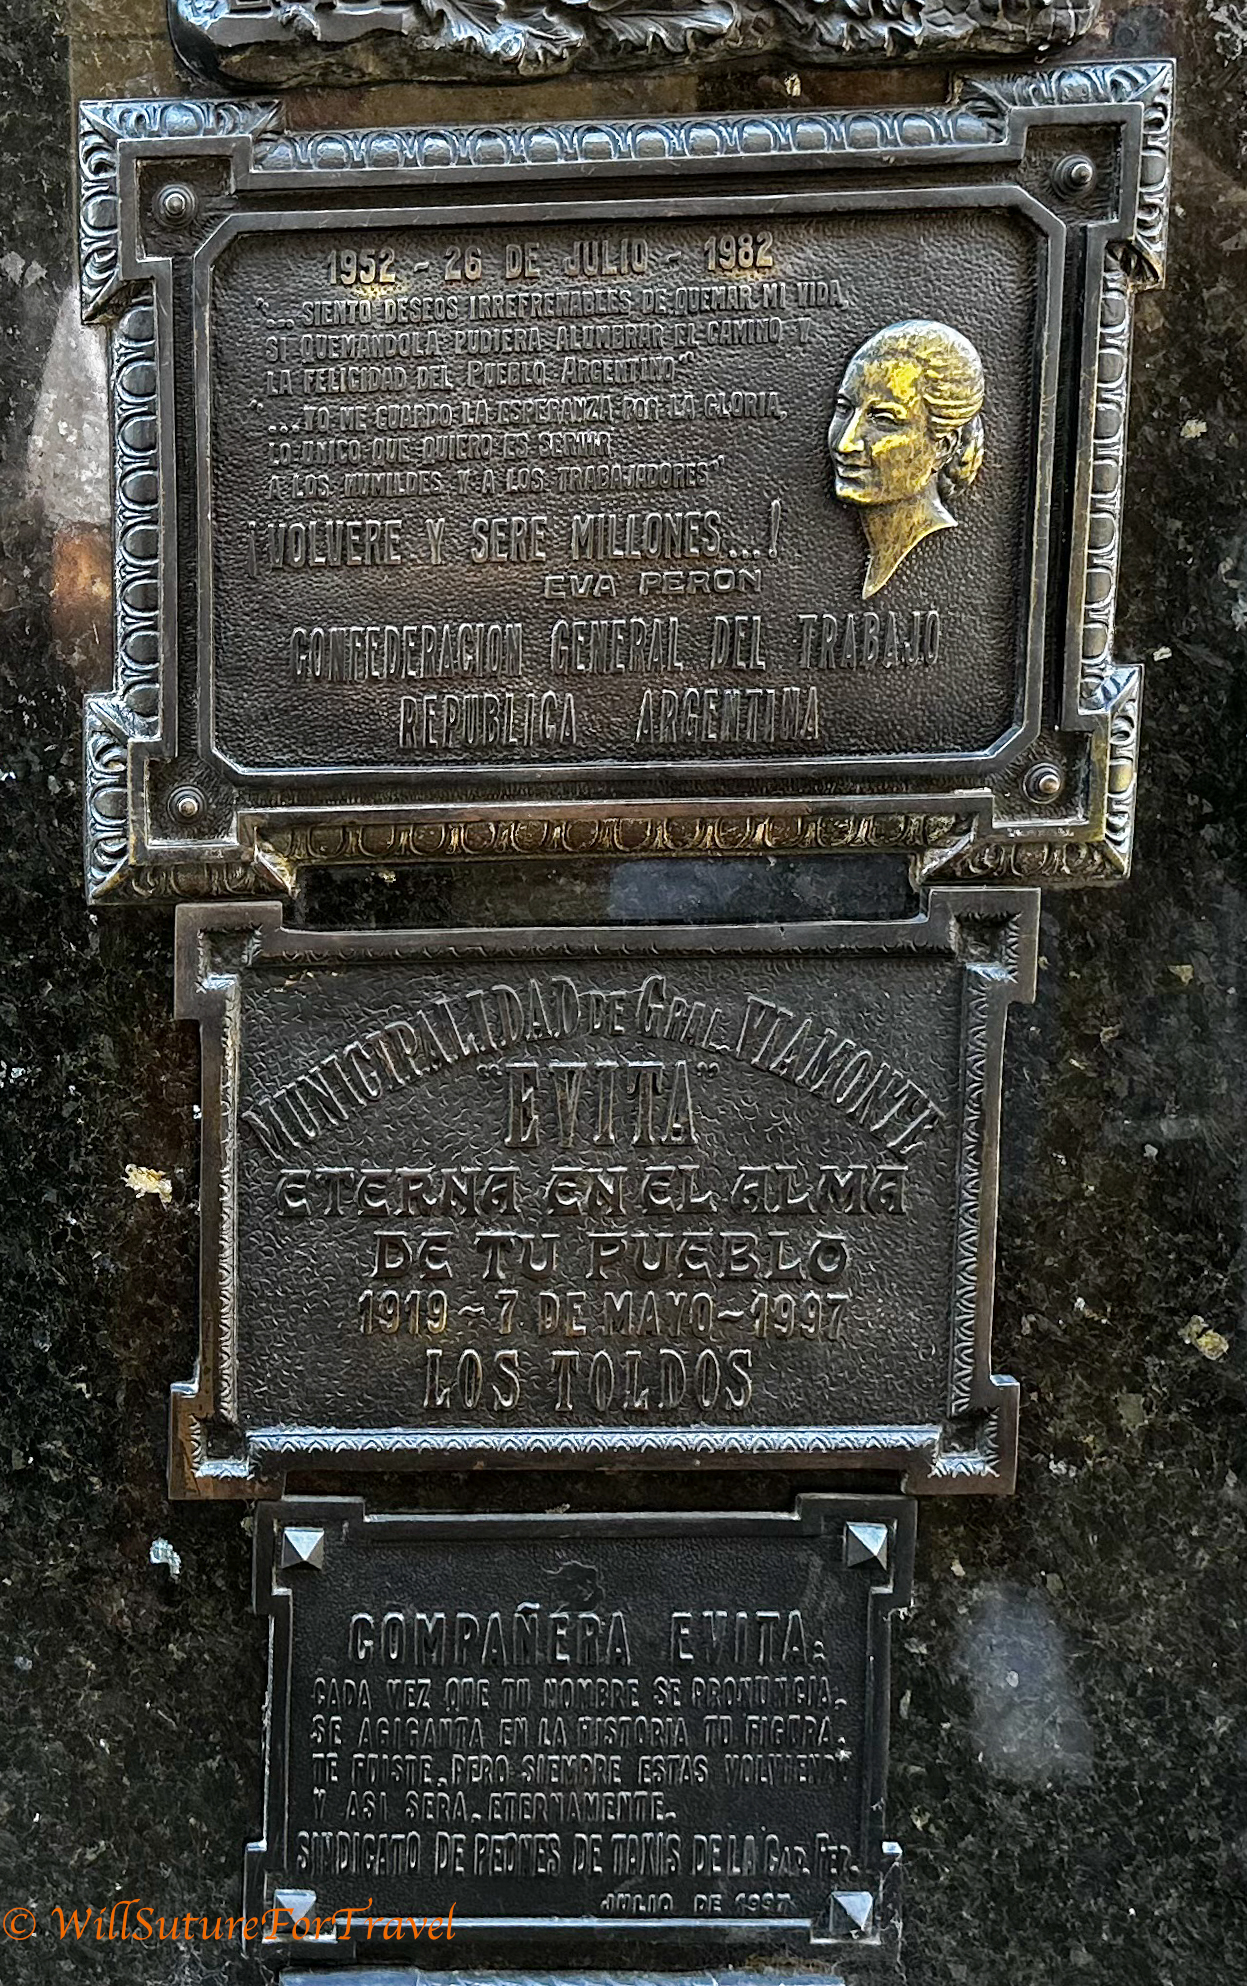 1952 - 26 DE JULIO - 1982
"... SIENTO DESEOS IRREFRENABLES DE QUEMAR MI VIDA,
SI QUEMANDOLA PUDIERA ALUMBRAR EL CAMINO Y
LA FELICIDAD DEL PUEBLO ARGENTINO"
"...YO ME GUARDO LA ESPERANZA POR LA GLORIA,
LO UNICO QUE QUIERO ES SERVIR
A LOS HUMILDES Y A LOS TRABAJADORES"
¡VOLVERE Y SERE MILLONES...!
EVA PERON
CONFEDERACION GENERAL DEL TRABAJO
REPUBLICA ARGENTINA
MUNICIPALIDAD DE GRAL. VIAMONTE
"EVITA"
ETERNA EN EL ALMA
DE TU PUEBLO
1919 ~ 7 DE MAYO ~ 1997
LOS TOLDOS
COMPAÑERA EVITA:
CADA VEZ QUE TU NOMBRE SE PRONUNCIA,
SE AGIGANTA EN LA HISTORIA TU FIGURA.
TE FUISTE, PERO SIEMPRE ESTAS VOLVIENDO
Y ASI SERA, ETERNAMENTE.
SINDICATO DE PEONES DE TAXIS DE LA CAP. FED.
JULIO DE 1997
© WillSutureForTravel